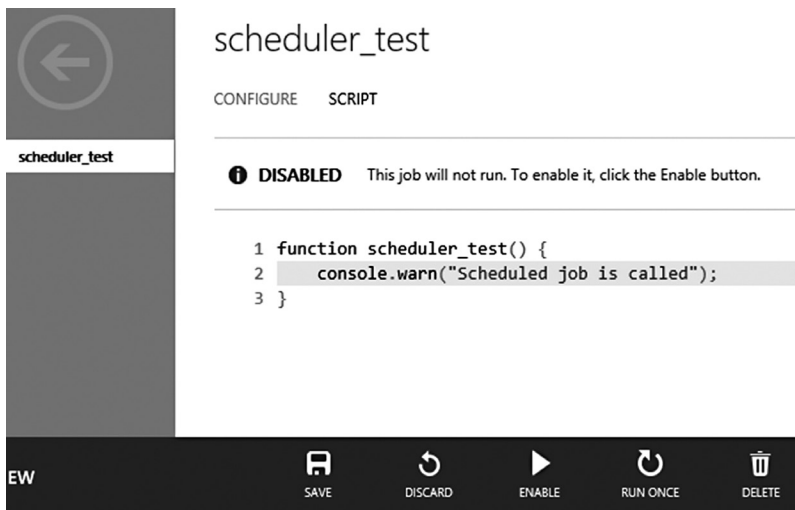 scheduler_test
CONFIGURE SCRIPT
scheduler_test
DISABLED This job will not run. To enable it, click the Enable button.
1 function scheduler_test() {
2 console.warn("Scheduled job is called");
3 }
EW
SAVE DISCARD ENABLE RUN ONCE DELETE